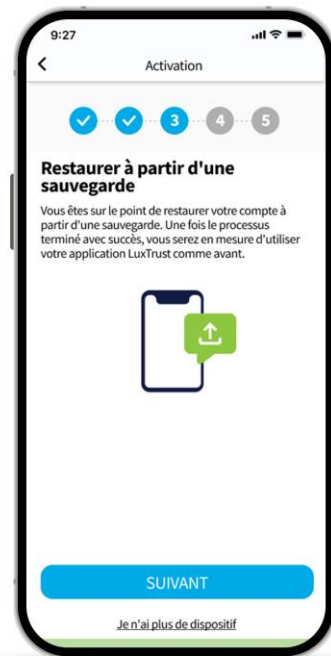 9:27
Activation
3 4 5
Restaurer à partir d'une
sauvegarde
Vous êtes sur le point de restaurer votre compte à
partir d'une sauvegarde. Une fois le processus
terminé avec succès, vous serez en mesure d'utiliser
votre application LuxTrust comme avant.
SUIVANT
Je n'ai plus de dispositif